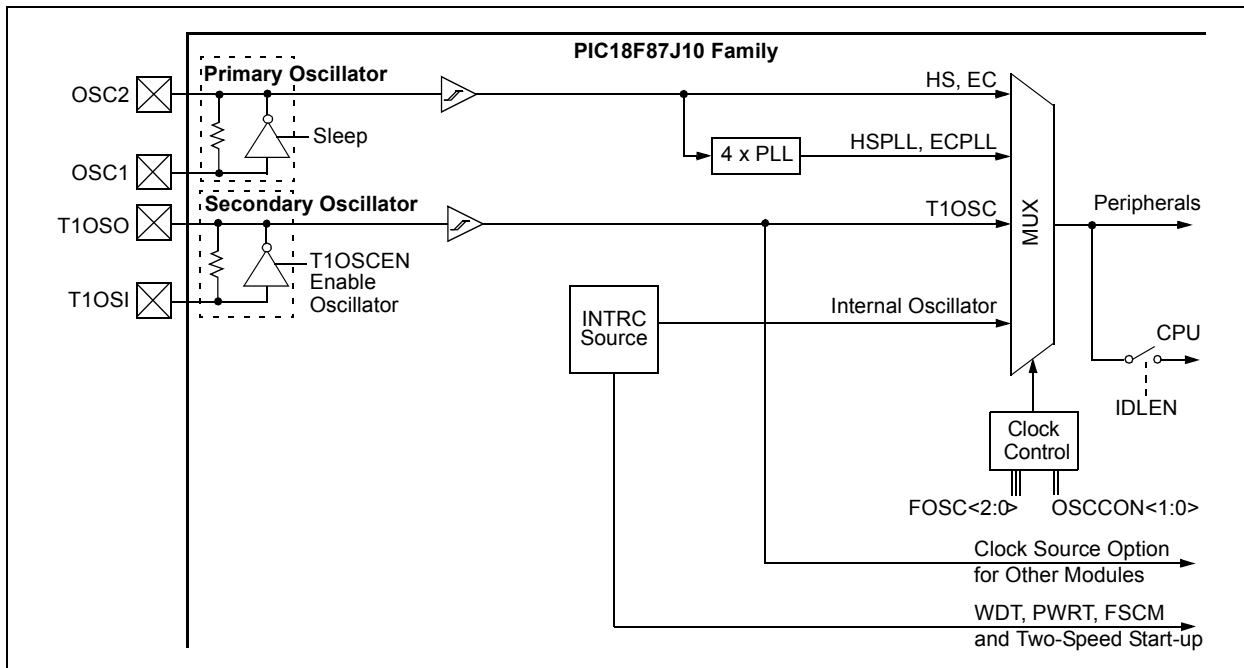 PIC18F87J10 Family
Primary Oscillator
OSC2
HS, EC
Sleep
4 x PLL
HSPLL, ECPLL
OSC1
Secondary Oscillator
T1OSO
T1OSC
MUX
Peripherals
T1OSCEN
Enable
Oscillator
T1OSI
INTRC
Source
Internal Oscillator
CPU
IDLEN
Clock
Control
FOSC<2:0>
OSCCON<1:0>
Clock Source Option
for Other Modules
WDT, PWRT, FSCM
and Two-Speed Start-up